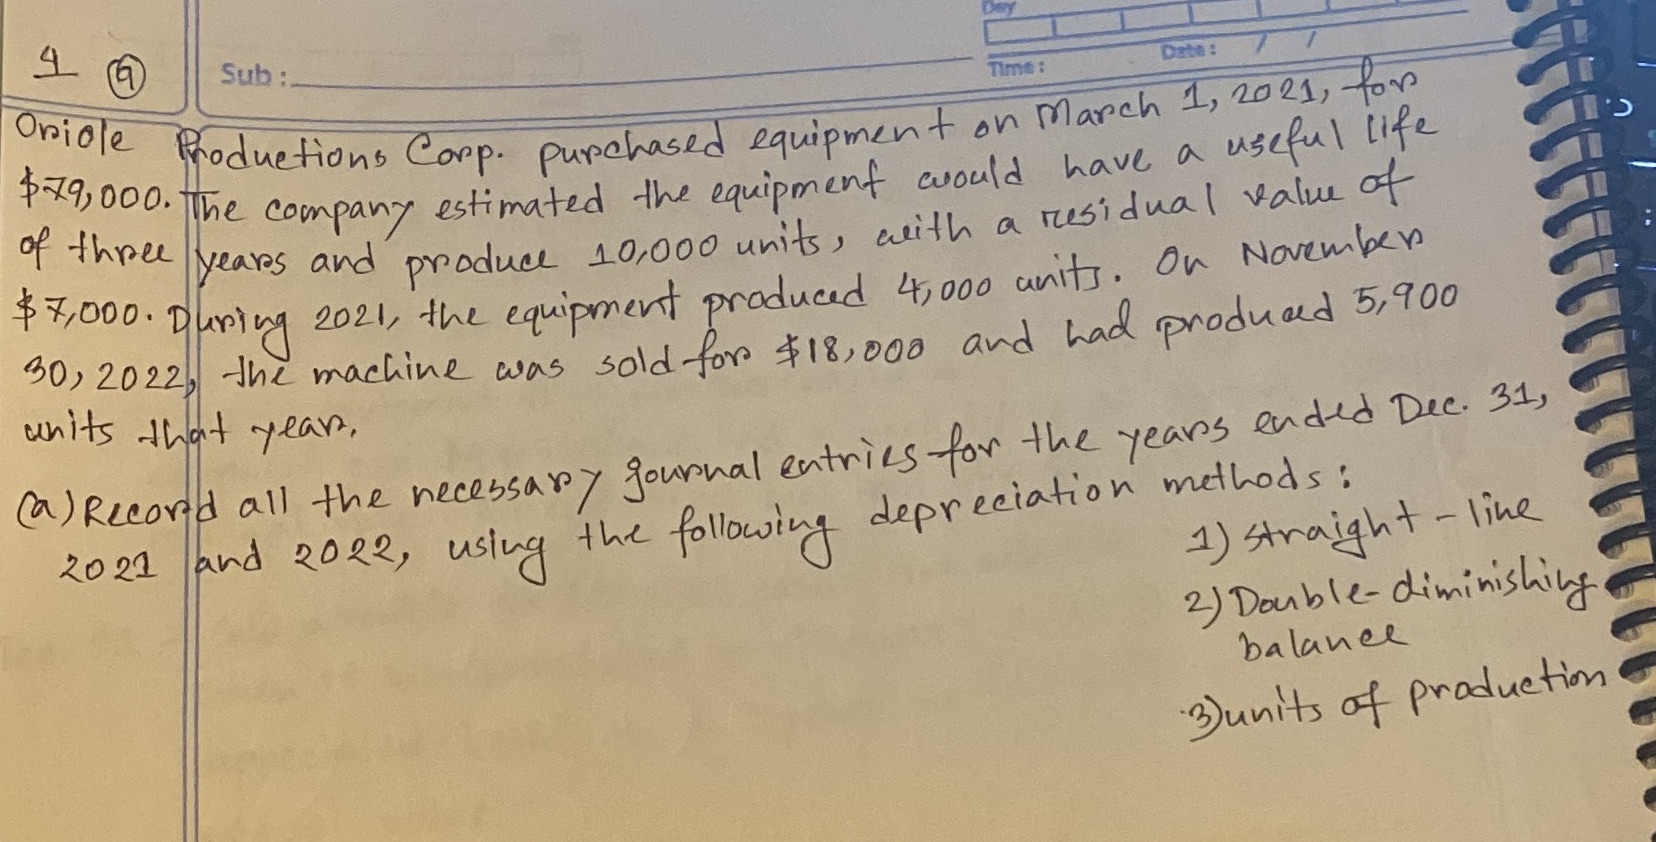 Day
Time:
Date: / /
1 (9)
Sub:
Oriole Productions Corp. purchased equipment on March 1, 2021, for
$79,000. The company estimated the equipment would have a useful life
of three years and produce 10,000 units, with a residual value of
$7,000. During 2021, the equipment produced 4,000 units. On November
30, 2022, the machine was sold for $18,000 and had produced 5,900
units that year.
(a) Record all the necessary journal entries for the years ended Dec. 31,
2021 and 2022, using the following depreciation methods:
1) straight-line
2) Double-diminishing
balance
3) units of production